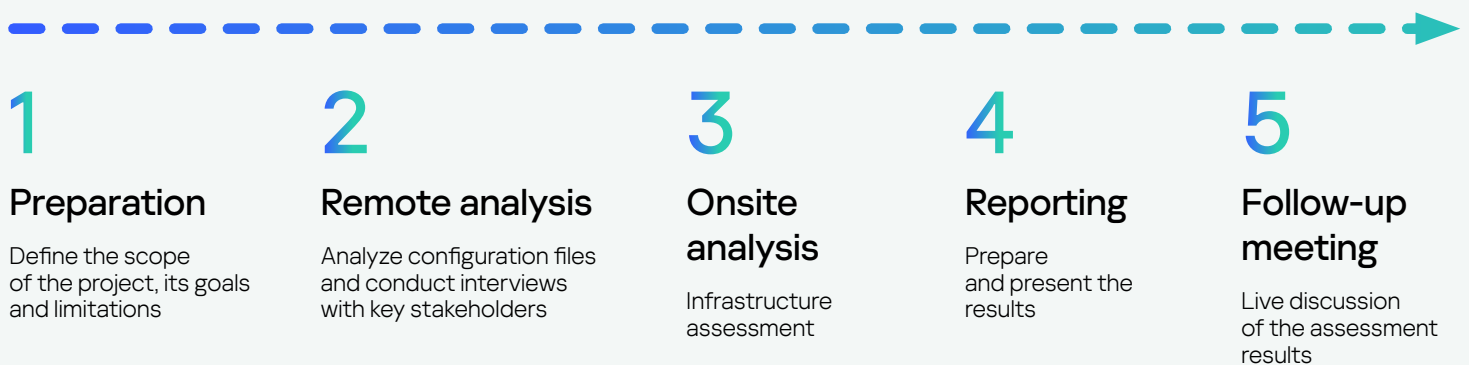 1
Preparation
Define the scope
of the project, its goals
and limitations
2
Remote analysis
Analyze configuration files
and conduct interviews
with key stakeholders
3
Onsite
analysis
Infrastructure
assessment
4
Reporting
Prepare
and present the
results
5
Follow-up
meeting
Live discussion
of the assessment
results